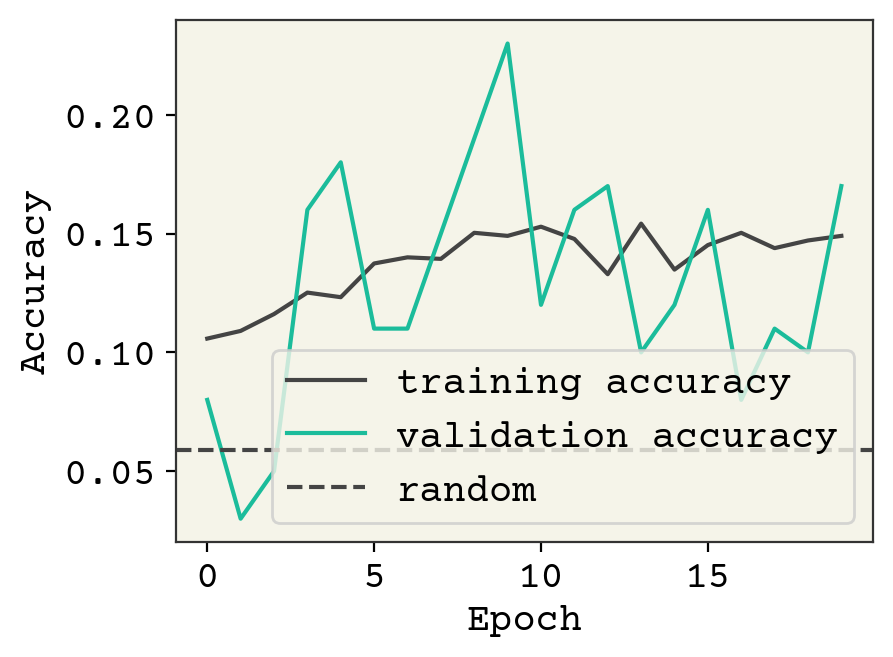 0.20
0.15
0.10
0.05
Accuracy
training accuracy
validation accuracy
random
0 5 10 15
Epoch